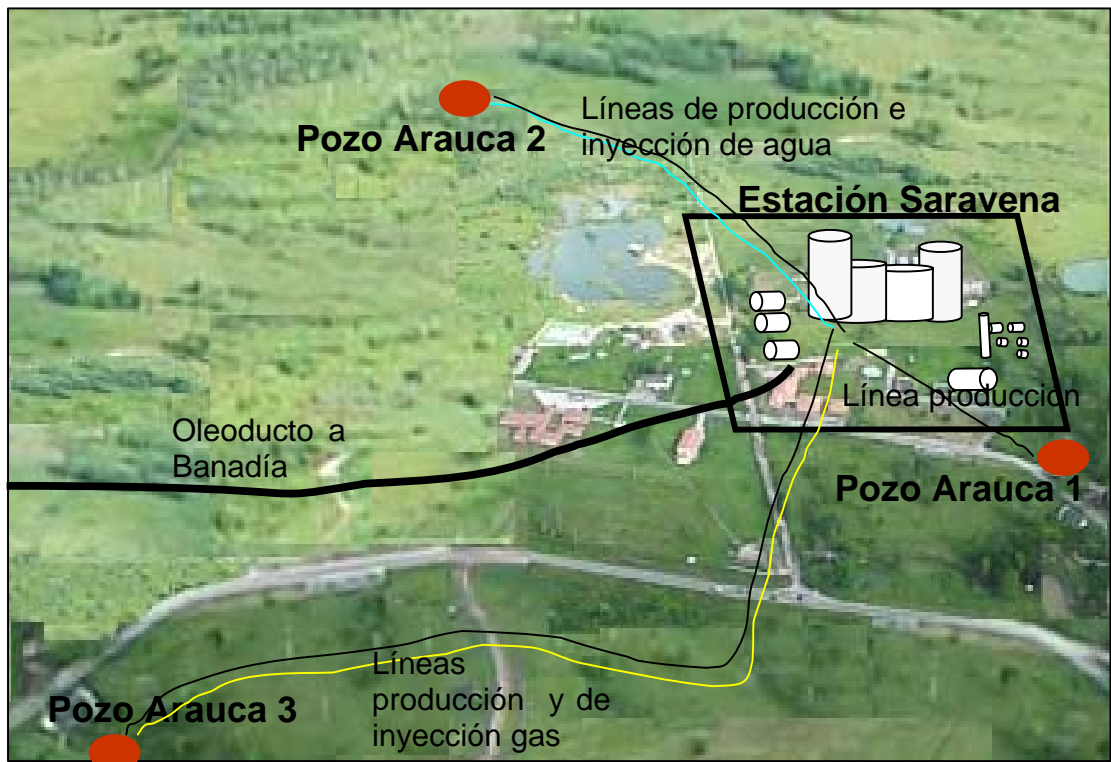 Líneas de producción e
inyección de agua
Pozo Arauca 2
Estación Saravena
Línea producción
Oleoducto a
Banadía
Pozo Arauca 1
Líneas
producción y de
inyección gas
Pozo Arauca 3